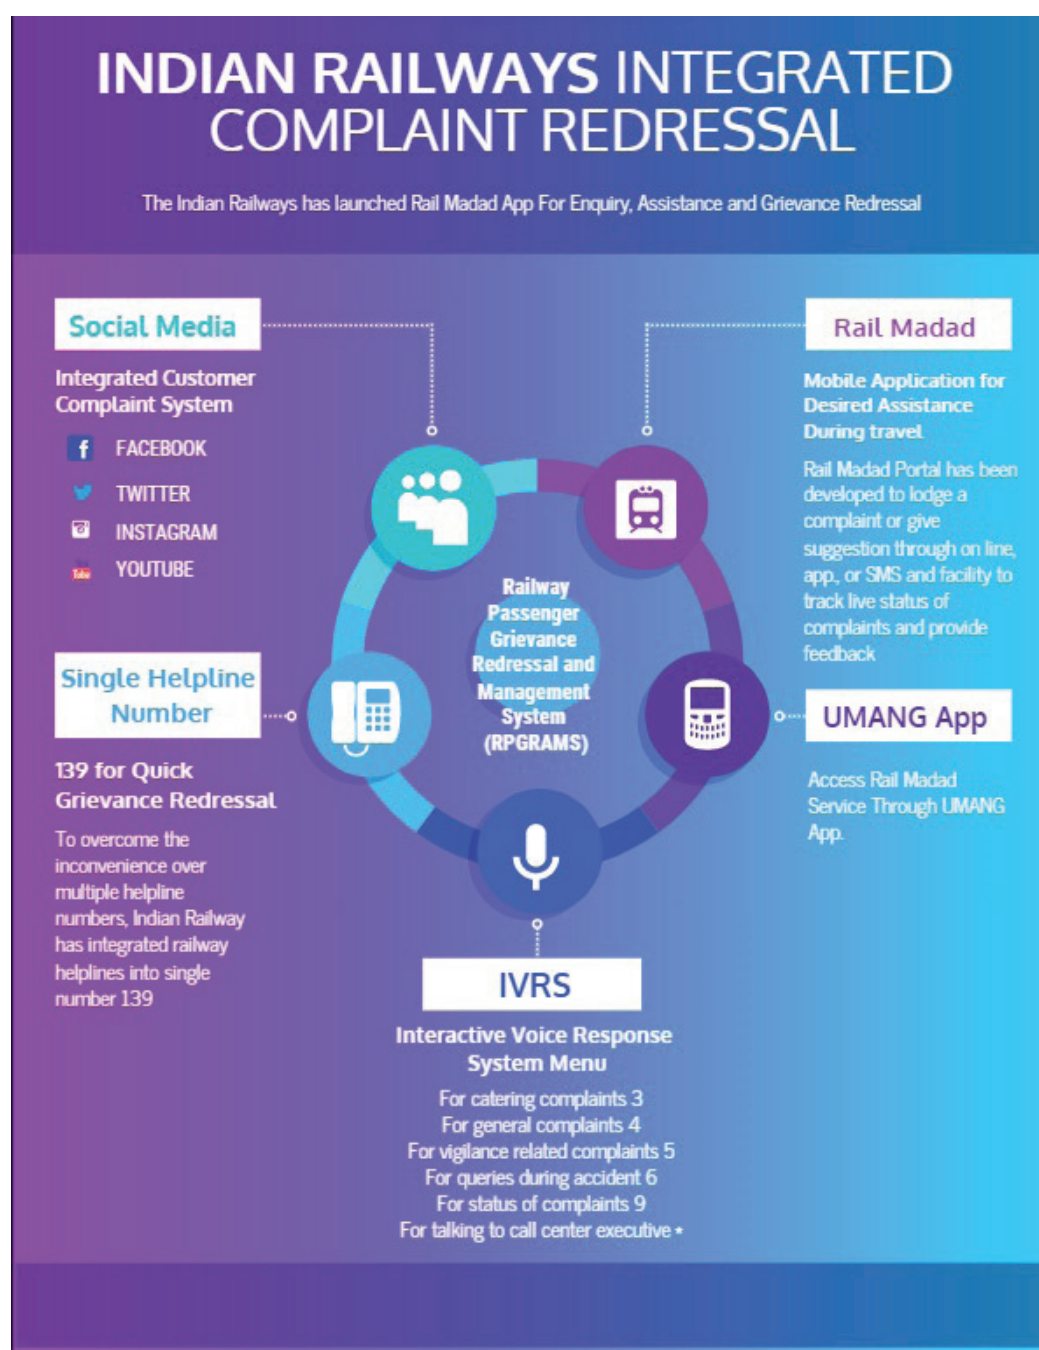 INDIAN RAILWAYS INTEGRATED
COMPLAINT REDRESSAL
The Indian Railways has launched Rail Madad App For Enquiry, Assistance and Grievance Redressal
Social Media
Integrated Customer
Complaint System
f FACEBOOK
TWITTER
INSTAGRAM
Tube YOUTUBE
Single Helpline
Number
139 for Quick
Grievance Redressal
To overcome the
inconvenience over
multiple helpline
numbers, Indian Railway
has integrated railway
helplines into single
number 139
Railway
Passenger
Grievance
Redressal and
Management
System
(RPGRAMS)
Rail Madad
Mobile Application for
Desired Assistance
During travel
Rail Madad Portal has been
developed to lodge a
complaint or give
suggestion through on line,
app., or SMS and facility to
track live status of
complaints and provide
feedback
UMANG App
Access Rail Madad
Service Through UMANG
App.
IVRS
Interactive Voice Response
System Menu
For catering complaints 3
For general complaints 4
For vigilance related complaints 5
For queries during accident 6
For status of complaints 9
For talking to call center executive *